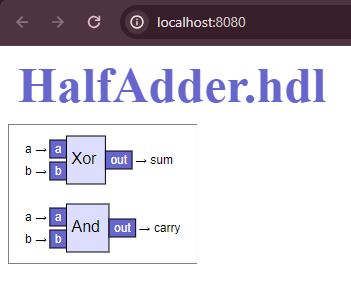 localhost:8080
HalfAdder.hdl
a → a Xor out → sum
b → b
a → a And out → carry
b → b